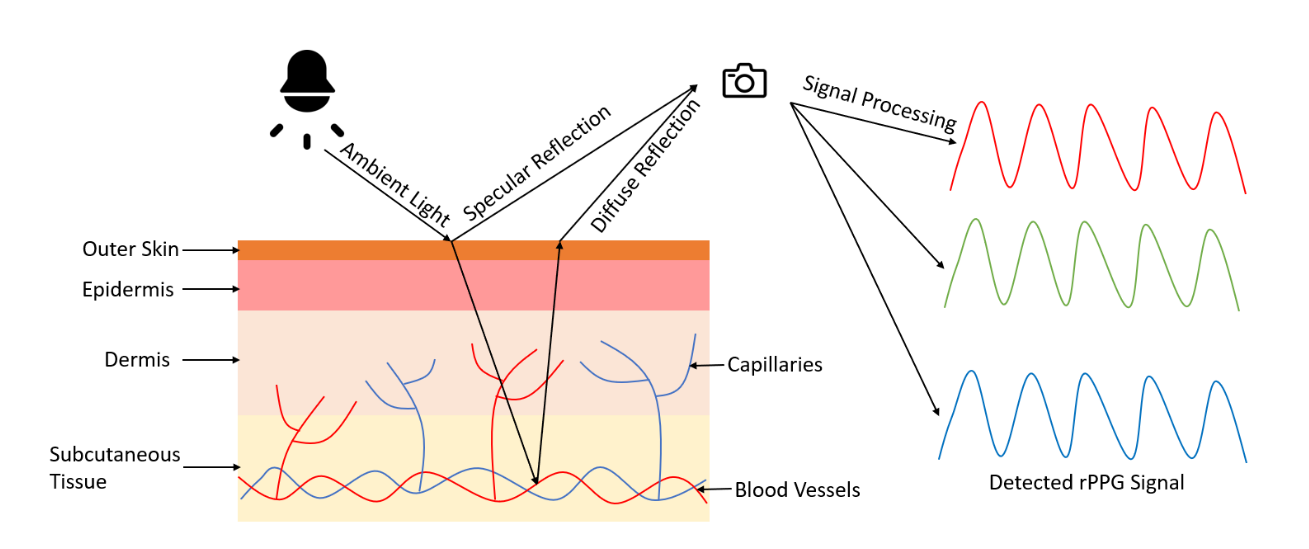 Signal Processing
Specular Reflection
Ambient Light
Diffuse Reflection
Outer Skin
Epidermis
Dermis
Capillaries
Subcutaneous
Tissue
Blood Vessels
Detected rPPG Signal